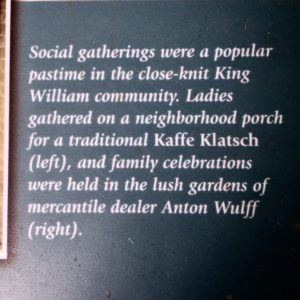 Social gatherings were a popular
pastime in the close-knit King
William community. Ladies
gathered on a neighborhood porch
for a traditional Kaffe Klatsch
(left), and family celebrations
were held in the lush gardens of
mercantile dealer Anton Wulff
(right).